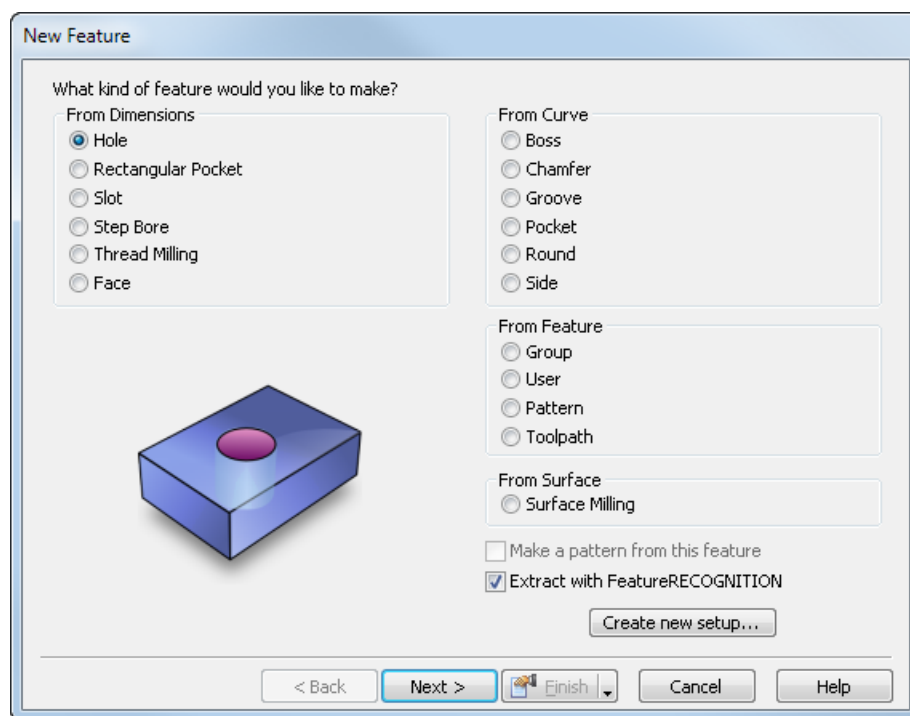 New Feature
What kind of feature would you like to make?
From Dimensions
Hole
Rectangular Pocket
Slot
Step Bore
Thread Milling
Face
From Curve
Boss
Chamfer
Groove
Pocket
Round
Side
From Feature
Group
User
Pattern
Toolpath
From Surface
Surface Milling
Make a pattern from this feature
Extract with FeatureRECOGNITION
Create new setup...
< Back Next > Finish Cancel Help